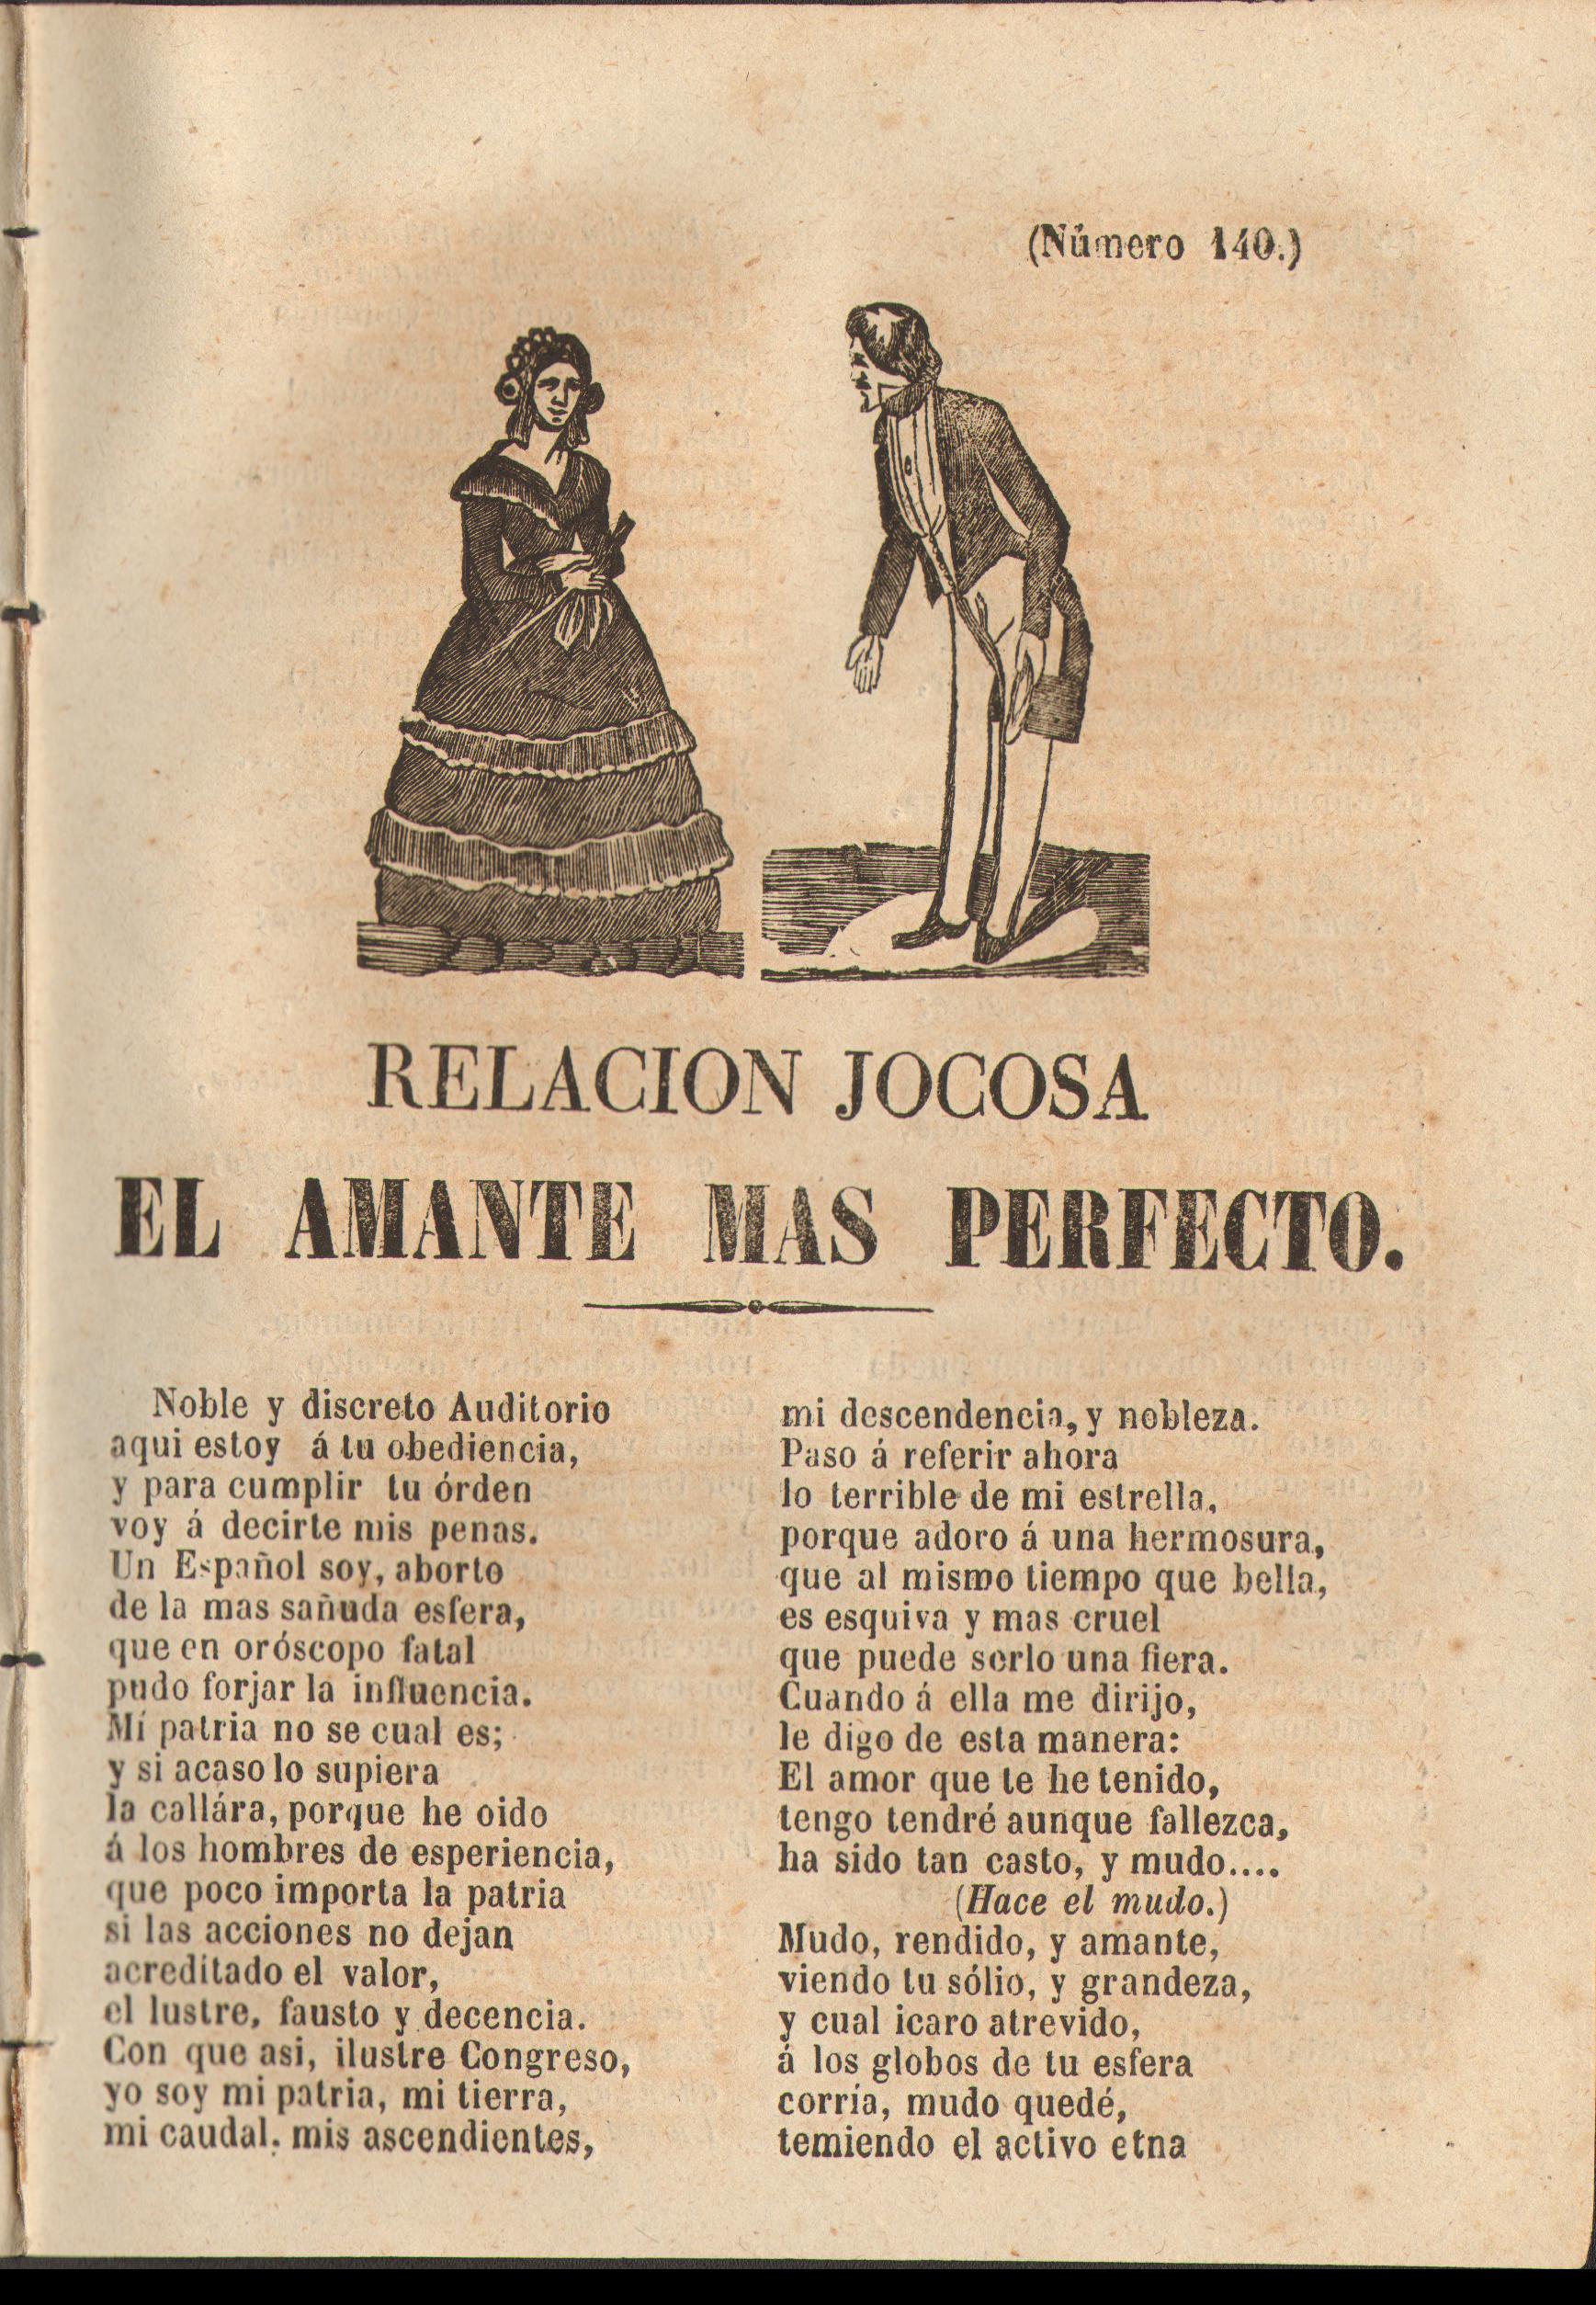 (Número 140.)
RELACION JOCOSA
EL AMANTE MAS PERFECTO.
Noble y discreto Auditorio
aqui estoy á tu obediencia,
y para cumplir tu órden
voy á decirte mis penas.
Un Español soy, aborto
de la mas sañuda esfera,
que en oróscopo fatal
pudo forjar la influencia.
Mí patria no se cual es;
y si acaso lo supiera
la callára, porque he oido
á los hombres de esperiencia,
que poco importa la patria
si las acciones no dejan
acreditado el valor,
el lustre, fausto y decencia.
Con que asi, ilustre Congreso,
yo soy mi patria, mi tierra,
mi caudal, mis ascendientes,
mi descendencia, y nobleza.
Paso á referir ahora
lo terrible de mi estrella,
porque adoro á una hermosura,
que al mismo tiempo que bella,
es esquiva y mas cruel
que puede serlo una fiera.
Cuando á ella me dirijo,
le digo de esta manera:
El amor que te he tenido,
tengo tendré aunque fallezca,
ha sido tan casto, y mudo....
(Hace el mudo.)
Mudo, rendido, y amante,
viendo tu sólio, y grandeza,
y cual icaro atrevido,
á los globos de tu esfera
corría, mudo quedé,
temiendo el activo etna